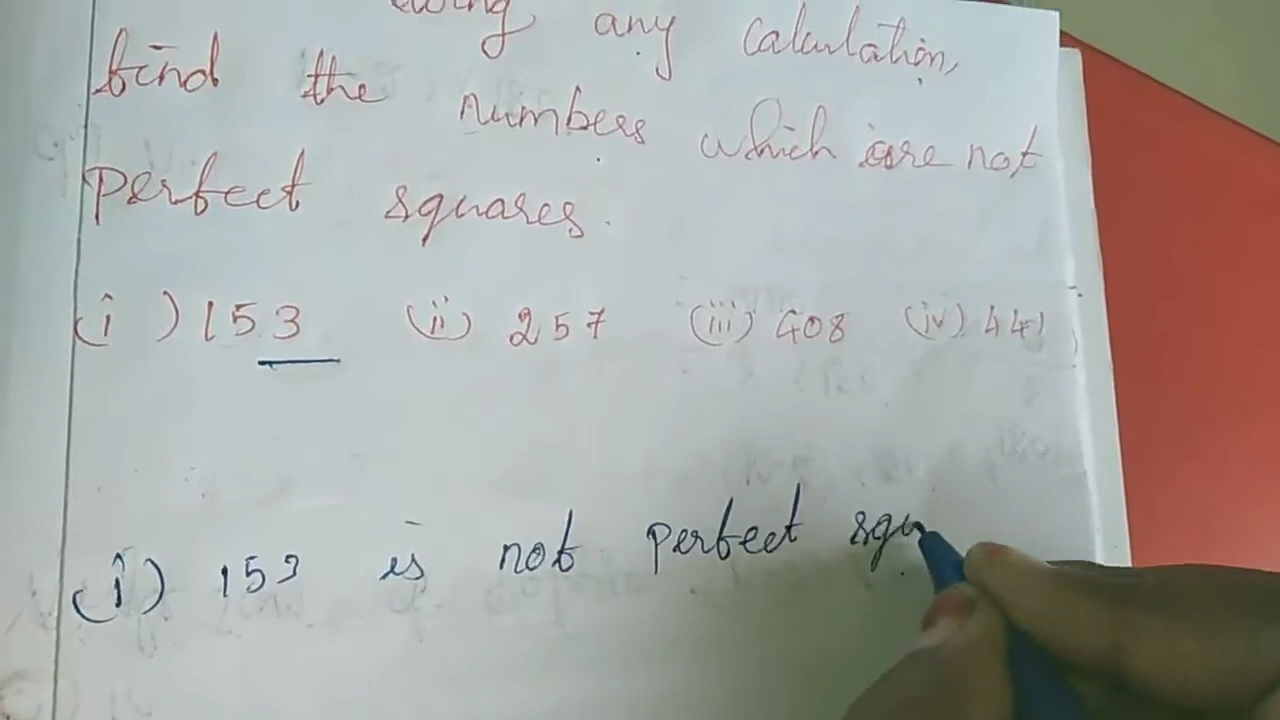 doing any calculation,
find the numbers which are not
perfect squares.
(i) 153 (ii) 257 (iii) 408 (iv) 441
(i) 153 is not perfect squ